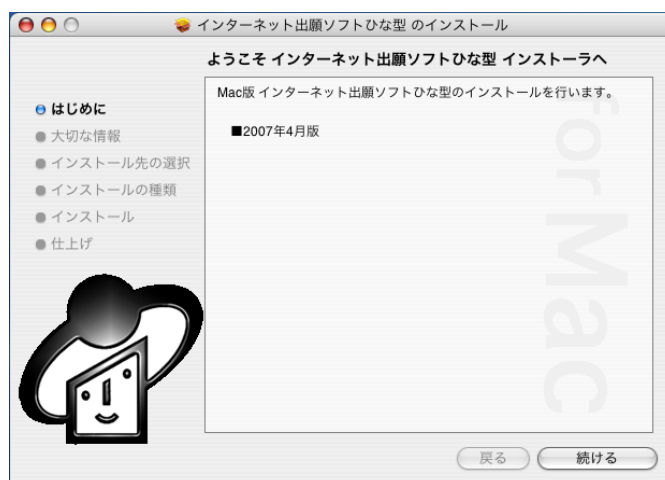 インターネット出願ソフトひな型 のインストール
ようこそ インターネット出願ソフトひな型 インストーラへ
はじめに
大切な情報
インストール先の選択
インストールの種類
インストール
仕上げ
Mac版 インターネット出願ソフトひな型のインストールを行います。
■2007年4月版
for Mac
戻る
続ける